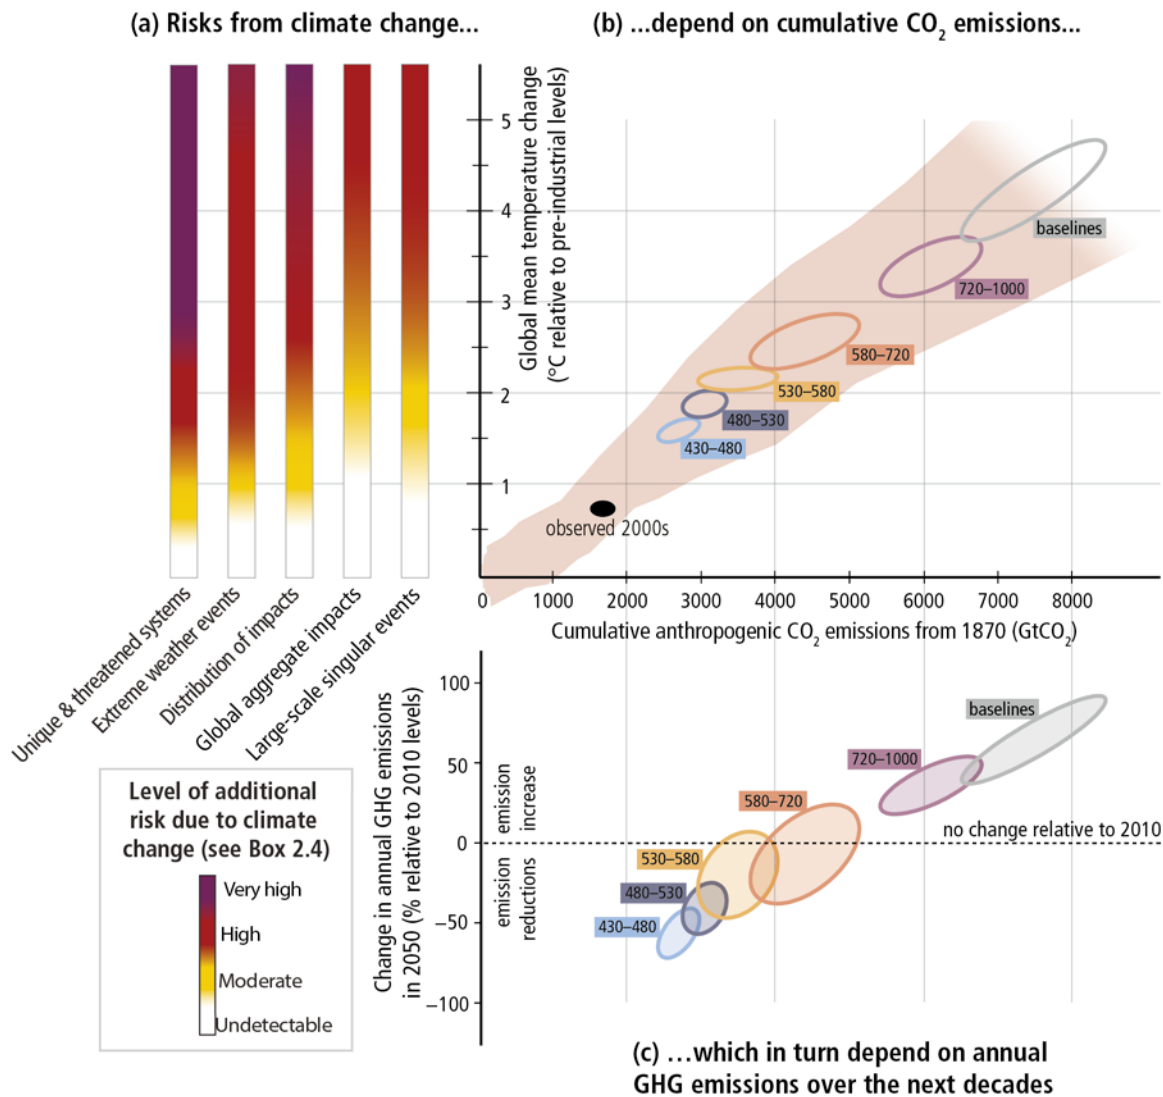 (a) Risks from climate change...
(b) ...depend on cumulative CO₂ emissions...
Global mean temperature change
(°C relative to pre-industrial levels)
5
4
3
2
1
baselines
720–1000
580–720
530–580
480–530
430–480
observed 2000s
0
1000
2000
3000
4000
5000
6000
7000
8000
Cumulative anthropogenic CO₂ emissions from 1870 (GtCO₂)
Unique & threatened systems
Extreme weather events
Distribution of impacts
Global aggregate impacts
Large-scale singular events
Level of additional
risk due to climate
change (see Box 2.4)
Very high
High
Moderate
Undetectable
Change in annual GHG emissions
in 2050 (% relative to 2010 levels)
100
50
0
−50
−100
emission
increase
emission
reductions
baselines
720–1000
580–720
no change relative to 2010
530–580
480–530
430–480
(c) ...which in turn depend on annual
GHG emissions over the next decades